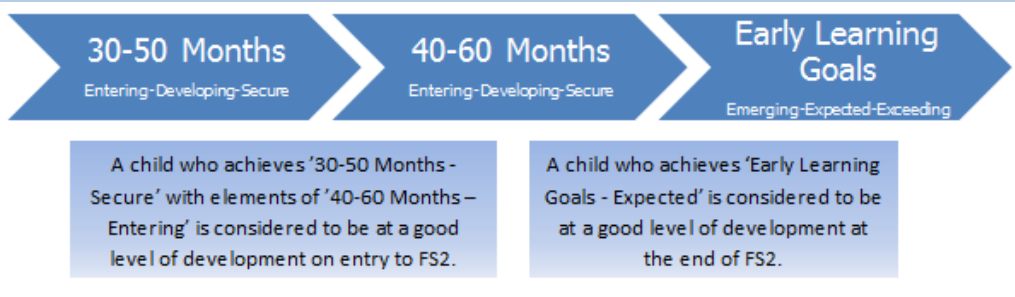 30-50 Months
Entering-Developing-Secure
40-60 Months
Entering-Developing-Secure
Early Learning
Goals
Emerging-Expected-Exceeding
A child who achieves '30-50 Months -
Secure' with elements of '40-60 Months –
Entering' is considered to be at a good
level of development on entry to FS2.
A child who achieves 'Early Learning
Goals - Expected' is considered to be
at a good level of development at
the end of FS2.